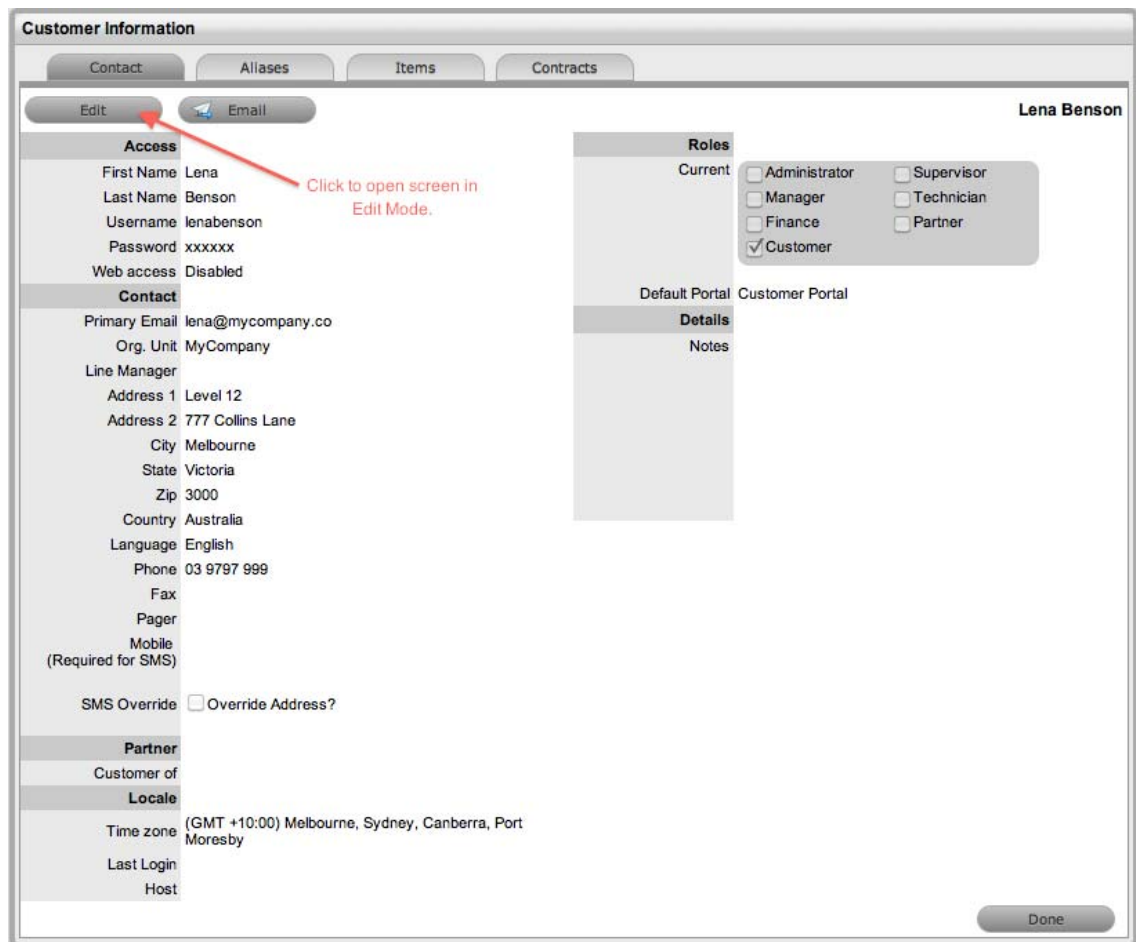 Customer Information
Contact
Aliases
Items
Contracts
Edit
Email
Lena Benson
Access
First Name Lena
Last Name Benson
Username lenabenson
Password xxxxxx
Web access Disabled
Click to open screen in
Edit Mode.
Contact
Primary Email lena@mycompany.co
Org. Unit MyCompany
Line Manager
Address 1 Level 12
Address 2 777 Collins Lane
City Melbourne
State Victoria
Zip 3000
Country Australia
Language English
Phone 03 9797 999
Fax
Pager
Mobile
(Required for SMS)
SMS Override Override Address?
Partner
Customer of
Locale
Time zone (GMT +10:00) Melbourne, Sydney, Canberra, Port
Moresby
Last Login
Host
Roles
Current Administrator Supervisor
Manager Technician
Finance Partner
Customer
Default Portal Customer Portal
Details
Notes
Done